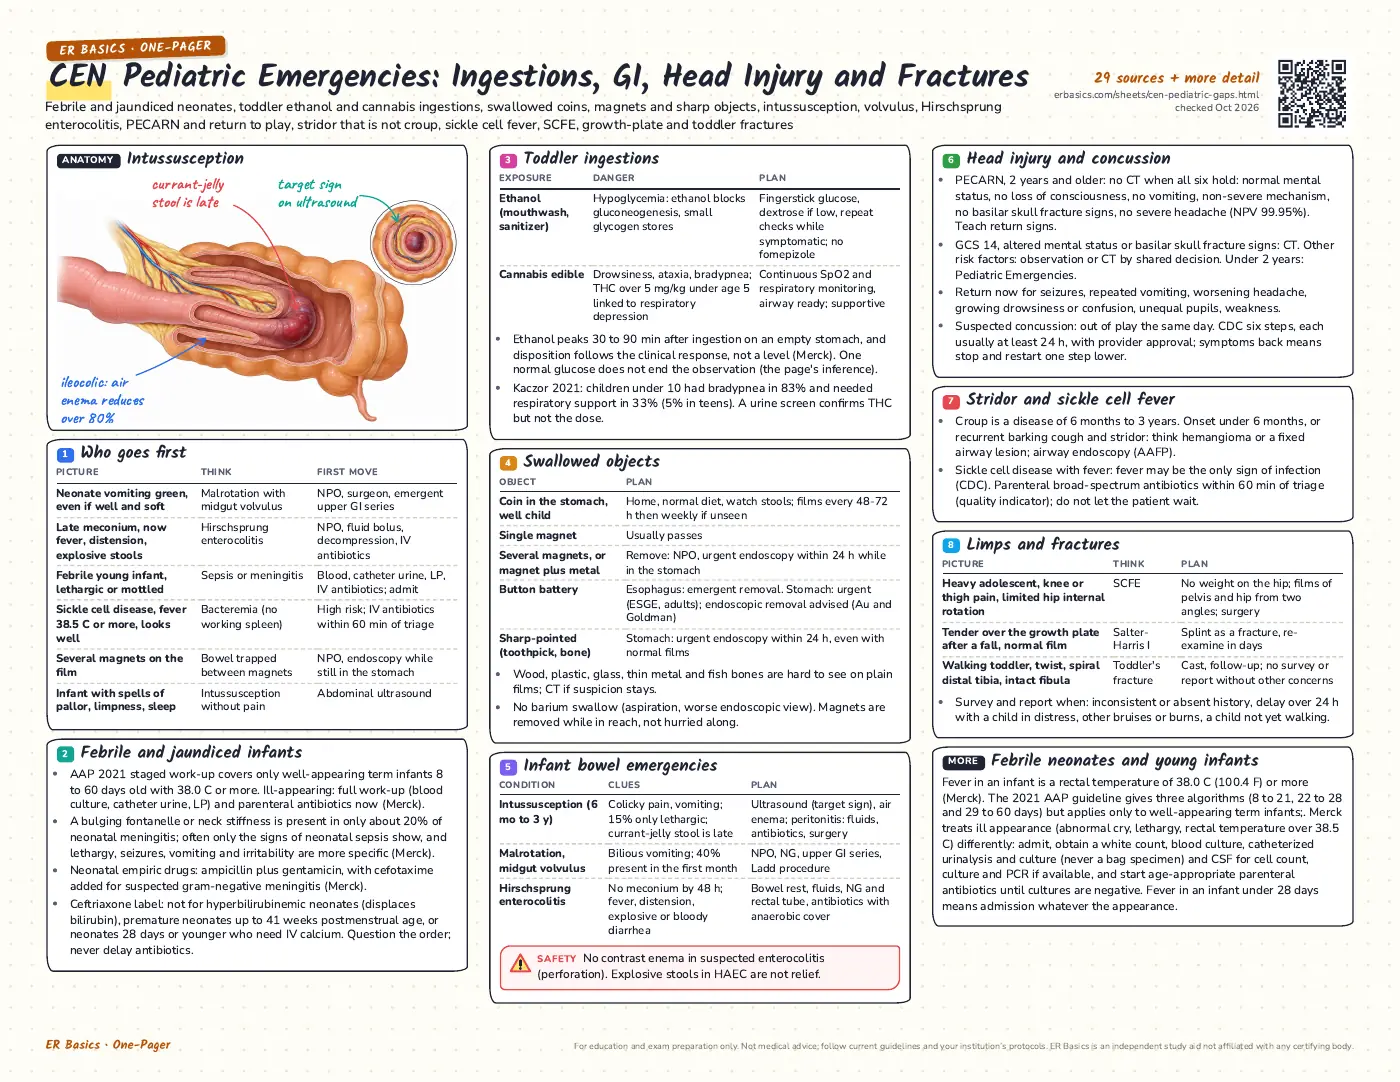 ER BASICS · ONE-PAGER
CEN Pediatric Emergencies: Ingestions, GI, Head Injury and Fractures
Febrile and jaundiced neonates, toddler ethanol and cannabis ingestions, swallowed coins, magnets and sharp objects, intussusception, volvulus, Hirschsprung
enterocolitis, PECARN and return to play, stridor that is not croup, sickle cell fever, SCFE, growth-plate and toddler fractures
29 sources + more detail
erbasics.com/sheets/cen-pediatric-gaps.html
checked Oct 2026
ANATOMY Intussusception
currant-jelly
stool is late
target sign
on ultrasound
ileocolic: air
enema reduces
over 80%
1 Who goes first
PICTURE THINK FIRST MOVE
Neonate vomiting green, Malrotation with NPO, surgeon, emergent
even if well and soft midgut volvulus upper GI series
Late meconium, now Hirschsprung NPO, fluid bolus,
fever, distension, enterocolitis decompression, IV
explosive stools antibiotics
Febrile young infant, Sepsis or meningitis Blood, catheter urine, LP,
lethargic or mottled IV antibiotics; admit
Sickle cell disease, fever Bacteremia (no High risk; IV antibiotics
38.5 C or more, looks working spleen) within 60 min of triage
well
Several magnets on the Bowel trapped NPO, endoscopy while
film between magnets still in the stomach
Infant with spells of Intussusception Abdominal ultrasound
pallor, limpness, sleep without pain
2 Febrile and jaundiced infants
• AAP 2021 staged work-up covers only well-appearing term infants 8
to 60 days old with 38.0 C or more. Ill-appearing: full work-up (blood
culture, catheter urine, LP) and parenteral antibiotics now (Merck).
• A bulging fontanelle or neck stiffness is present in only about 20% of
neonatal meningitis; often only the signs of neonatal sepsis show, and
lethargy, seizures, vomiting and irritability are more specific (Merck).
• Neonatal empiric drugs: ampicillin plus gentamicin, with cefotaxime
added for suspected gram-negative meningitis (Merck).
• Ceftriaxone label: not for hyperbilirubinemic neonates (displaces
bilirubin), premature neonates up to 41 weeks postmenstrual age, or
neonates 28 days or younger who need IV calcium. Question the order;
never delay antibiotics.
3 Toddler ingestions
EXPOSURE DANGER PLAN
Ethanol Hypoglycemia: ethanol blocks Fingerstick glucose,
(mouthwash, gluconeogenesis, small dextrose if low, repeat
sanitizer) glycogen stores checks while
symptomatic; no
fomepizole
Cannabis edible Drowsiness, ataxia, bradypnea; Continuous SpO2 and
THC over 5 mg/kg under age 5 respiratory monitoring,
linked to respiratory airway ready; supportive
depression
• Ethanol peaks 30 to 90 min after ingestion on an empty stomach, and
disposition follows the clinical response, not a level (Merck). One
normal glucose does not end the observation (the page's inference).
• Kaczor 2021: children under 10 had bradypnea in 83% and needed
respiratory support in 33% (5% in teens). A urine screen confirms THC
but not the dose.
4 Swallowed objects
OBJECT PLAN
Coin in the stomach, Home, normal diet, watch stools; films every 48-72
well child h then weekly if unseen
Single magnet Usually passes
Several magnets, or Remove: NPO, urgent endoscopy within 24 h while
magnet plus metal in the stomach
Button battery Esophagus: emergent removal. Stomach: urgent
(ESGE, adults); endoscopic removal advised (Au and
Goldman)
Sharp-pointed Stomach: urgent endoscopy within 24 h, even with
(toothpick, bone) normal films
• Wood, plastic, glass, thin metal and fish bones are hard to see on plain
films; CT if suspicion stays.
• No barium swallow (aspiration, worse endoscopic view). Magnets are
removed while in reach, not hurried along.
5 Infant bowel emergencies
CONDITION CLUES PLAN
Intussusception (6 Colicky pain, vomiting; Ultrasound (target sign), air
mo to 3 y) 15% only lethargic; enema; peritonitis: fluids,
currant-jelly stool is late antibiotics, surgery
Malrotation, Bilious vomiting; 40% NPO, NG, upper GI series,
midgut volvulus present in the first month Ladd procedure
Hirschsprung No meconium by 48 h; Bowel rest, fluids, NG and
enterocolitis fever, distension, rectal tube, antibiotics with
explosive or bloody anaerobic cover
diarrhea
SAFETY No contrast enema in suspected enterocolitis
(perforation). Explosive stools in HAEC are not relief.
6 Head injury and concussion
• PECARN, 2 years and older: no CT when all six hold: normal mental
status, no loss of consciousness, no vomiting, non-severe mechanism,
no basilar skull fracture signs, no severe headache (NPV 99.95%).
Teach return signs.
• GCS 14, altered mental status or basilar skull fracture signs: CT. Other
risk factors: observation or CT by shared decision. Under 2 years:
Pediatric Emergencies.
• Return now for seizures, repeated vomiting, worsening headache,
growing drowsiness or confusion, unequal pupils, weakness.
• Suspected concussion: out of play the same day. CDC six steps, each
usually at least 24 h, with provider approval; symptoms back means
stop and restart one step lower.
7 Stridor and sickle cell fever
• Croup is a disease of 6 months to 3 years. Onset under 6 months, or
recurrent barking cough and stridor: think hemangioma or a fixed
airway lesion; airway endoscopy (AAFP).
• Sickle cell disease with fever: fever may be the only sign of infection
(CDC). Parenteral broad-spectrum antibiotics within 60 min of triage
(quality indicator); do not let the patient wait.
8 Limps and fractures
PICTURE THINK PLAN
Heavy adolescent, knee or SCFE No weight on the hip; films of
thigh pain, limited hip internal pelvis and hip from two
rotation angles; surgery
Tender over the growth plate Salter- Splint as a fracture, re-
after a fall, normal film Harris I examine in days
Walking toddler, twist, spiral Toddler's Cast, follow-up; no survey or
distal tibia, intact fibula fracture report without other concerns
• Survey and report when: inconsistent or absent history, delay over 24 h
with a child in distress, other bruises or burns, a child not yet walking.
MORE Febrile neonates and young infants
Fever in an infant is a rectal temperature of 38.0 C (100.4 F) or more
(Merck). The 2021 AAP guideline gives three algorithms (8 to 21, 22 to 28
and 29 to 60 days) but applies only to well-appearing term infants;. Merck
treats ill appearance (abnormal cry, lethargy, rectal temperature over 38.5
C) differently: admit, obtain a white count, blood culture, catheterized
urinalysis and culture (never a bag specimen) and CSF for cell count,
culture and PCR if available, and start age-appropriate parenteral
antibiotics until cultures are negative. Fever in an infant under 28 days
means admission whatever the appearance.
ER Basics · One-Pager
For education and exam preparation only. Not medical advice; follow current guidelines and your institution's protocols. ER Basics is an independent study aid not affiliated with any certifying body.